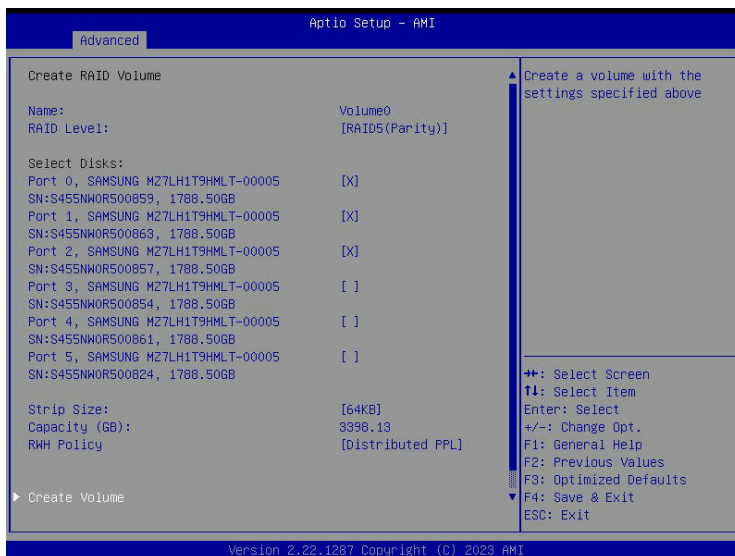 Aptio Setup – AMI
Advanced
Create RAID Volume
Name: Volume0
RAID Level: [RAID5(Parity)]
Select Disks:
Port 0, SAMSUNG MZ7LH1T9HMLT-00005 [X]
SN:S455NW0R500859, 1788.50GB
Port 1, SAMSUNG MZ7LH1T9HMLT-00005 [X]
SN:S455NW0R500863, 1788.50GB
Port 2, SAMSUNG MZ7LH1T9HMLT-00005 [X]
SN:S455NW0R500857, 1788.50GB
Port 3, SAMSUNG MZ7LH1T9HMLT-00005 [ ]
SN:S455NW0R500854, 1788.50GB
Port 4, SAMSUNG MZ7LH1T9HMLT-00005 [ ]
SN:S455NW0R500861, 1788.50GB
Port 5, SAMSUNG MZ7LH1T9HMLT-00005 [ ]
SN:S455NW0R500824, 1788.50GB
Strip Size: [64KB]
Capacity (GB): 3398.13
RWH Policy [Distributed PPL]
Create Volume
Create a volume with the
settings specified above
→←: Select Screen
↑↓: Select Item
Enter: Select
+/-: Change Opt.
F1: General Help
F2: Previous Values
F3: Optimized Defaults
F4: Save & Exit
ESC: Exit
Version 2.22.1287 Copyright (C) 2023 AMI